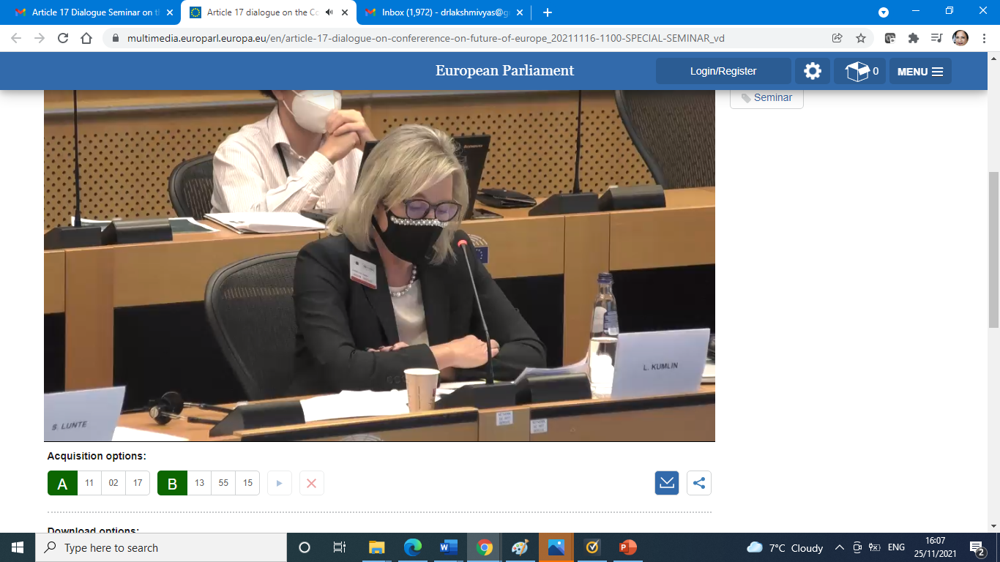 Article 17 Dialogue Seminar on th
Article 17 dialogue on the Co
Inbox (1,972) - drlakshmivyas@g
multimedia.europarl.europa.eu/en/article-17-dialogue-on-confererence-on-future-of-europe_20211116-1100-SPECIAL-SEMINAR_vd
European Parliament
Login/Register
0
MENU
Seminar
L. KUMLIN
S. LUNTE
Acquisition options:
A 11 02 17 B 13 55 15
Download options:
Type here to search
7°C Cloudy
ENG
16:07
25/11/2021
2